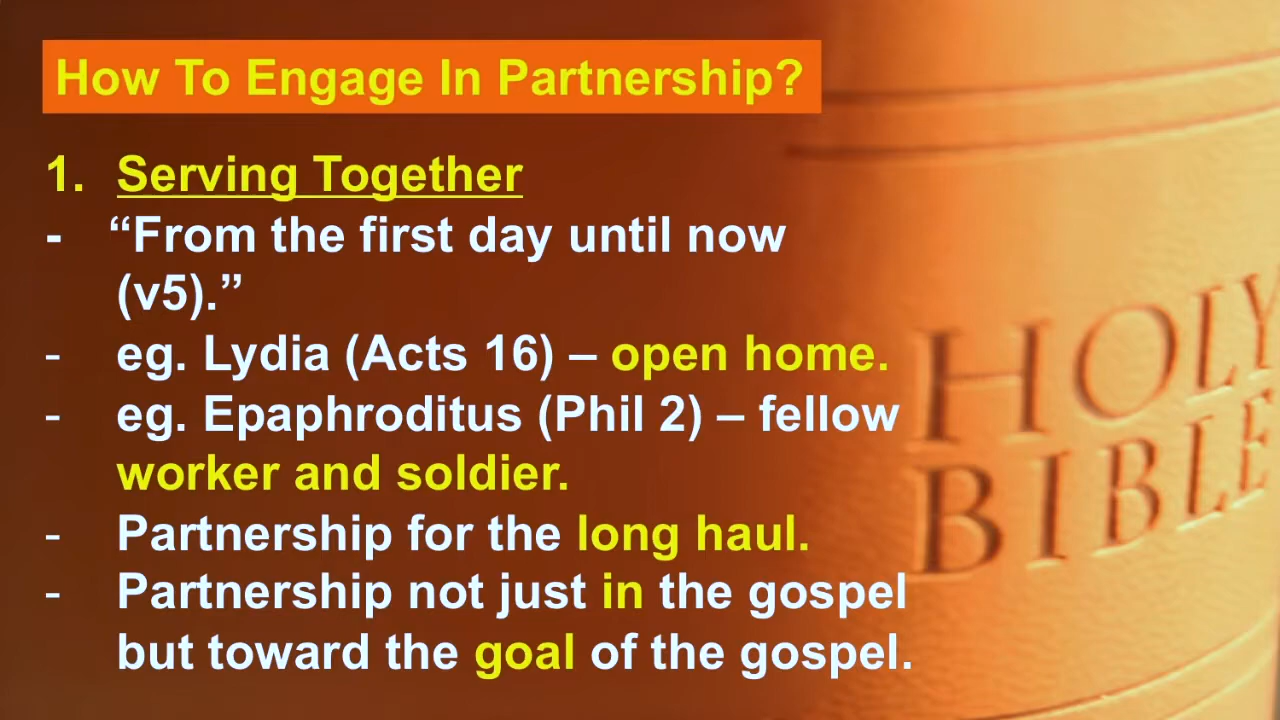 How To Engage In Partnership?
1. Serving Together
- “From the first day until now
(v5).”
- eg. Lydia (Acts 16) – open home.
- eg. Epaphroditus (Phil 2) – fellow
worker and soldier.
- Partnership for the long haul.
- Partnership not just in the gospel
but toward the goal of the gospel.
HOLY
BIBLE